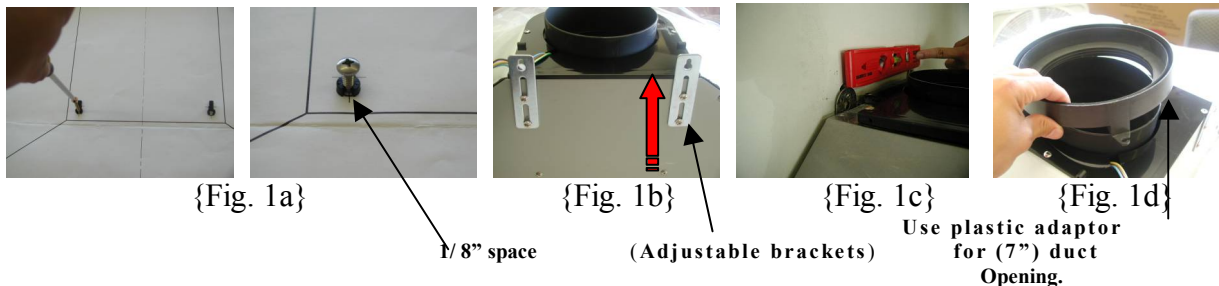 {Fig. 1a}
{Fig. 1b}
{Fig. 1c}
{Fig. 1d}
1/ 8” space
(Adjustable brackets)
Use plastic adaptor
for (7”) duct
Opening.